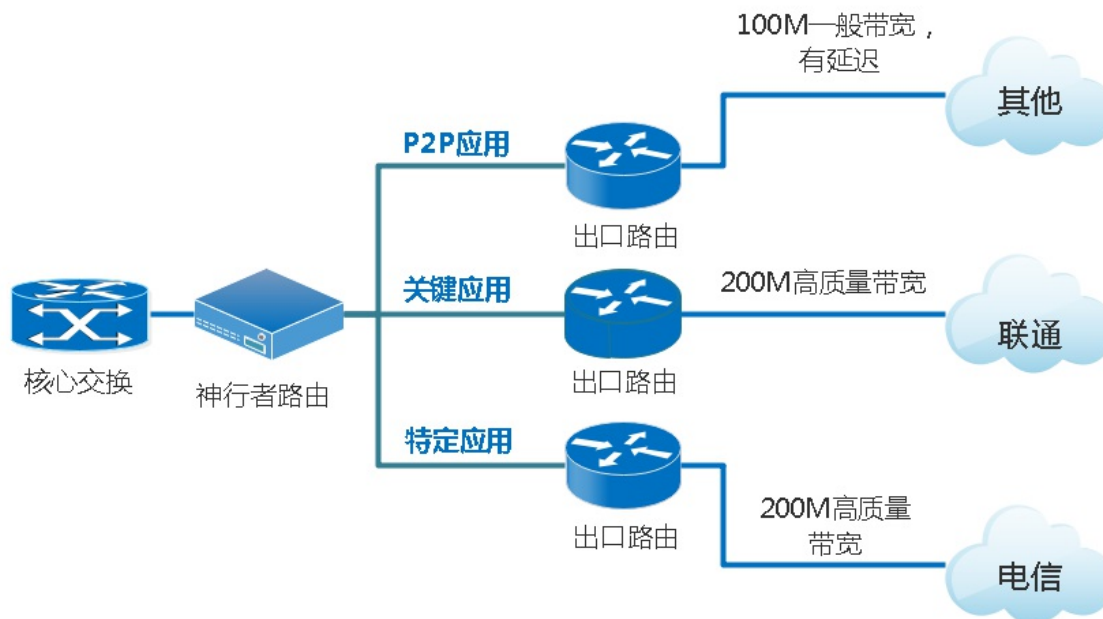 100M一般带宽，
有延迟
其他
P2P应用
出口路由
关键应用
200M高质量带宽
联通
核心交换
神行者路由
出口路由
特定应用
200M高质量
带宽
出口路由
电信